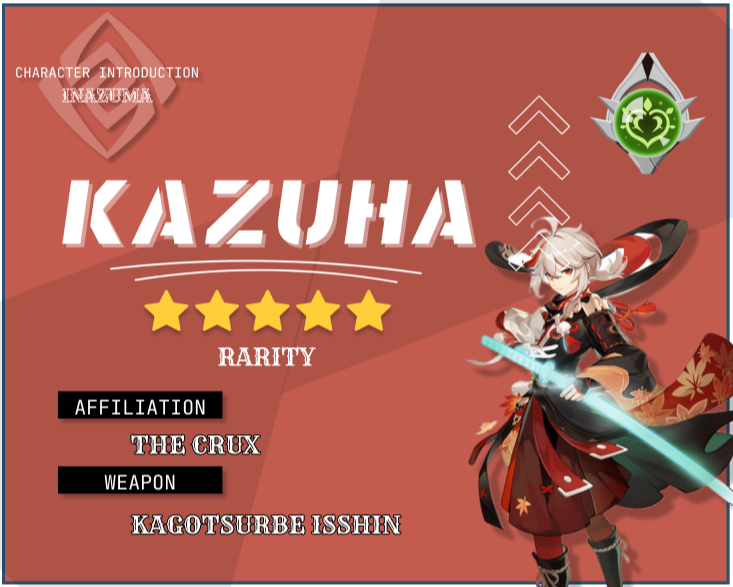 CHARACTER INTRODUCTION
INAZUMA
KAZUHA
RARITY
AFFILIATION
THE CRUX
WEAPON
KAGOTSURBE ISSHIN